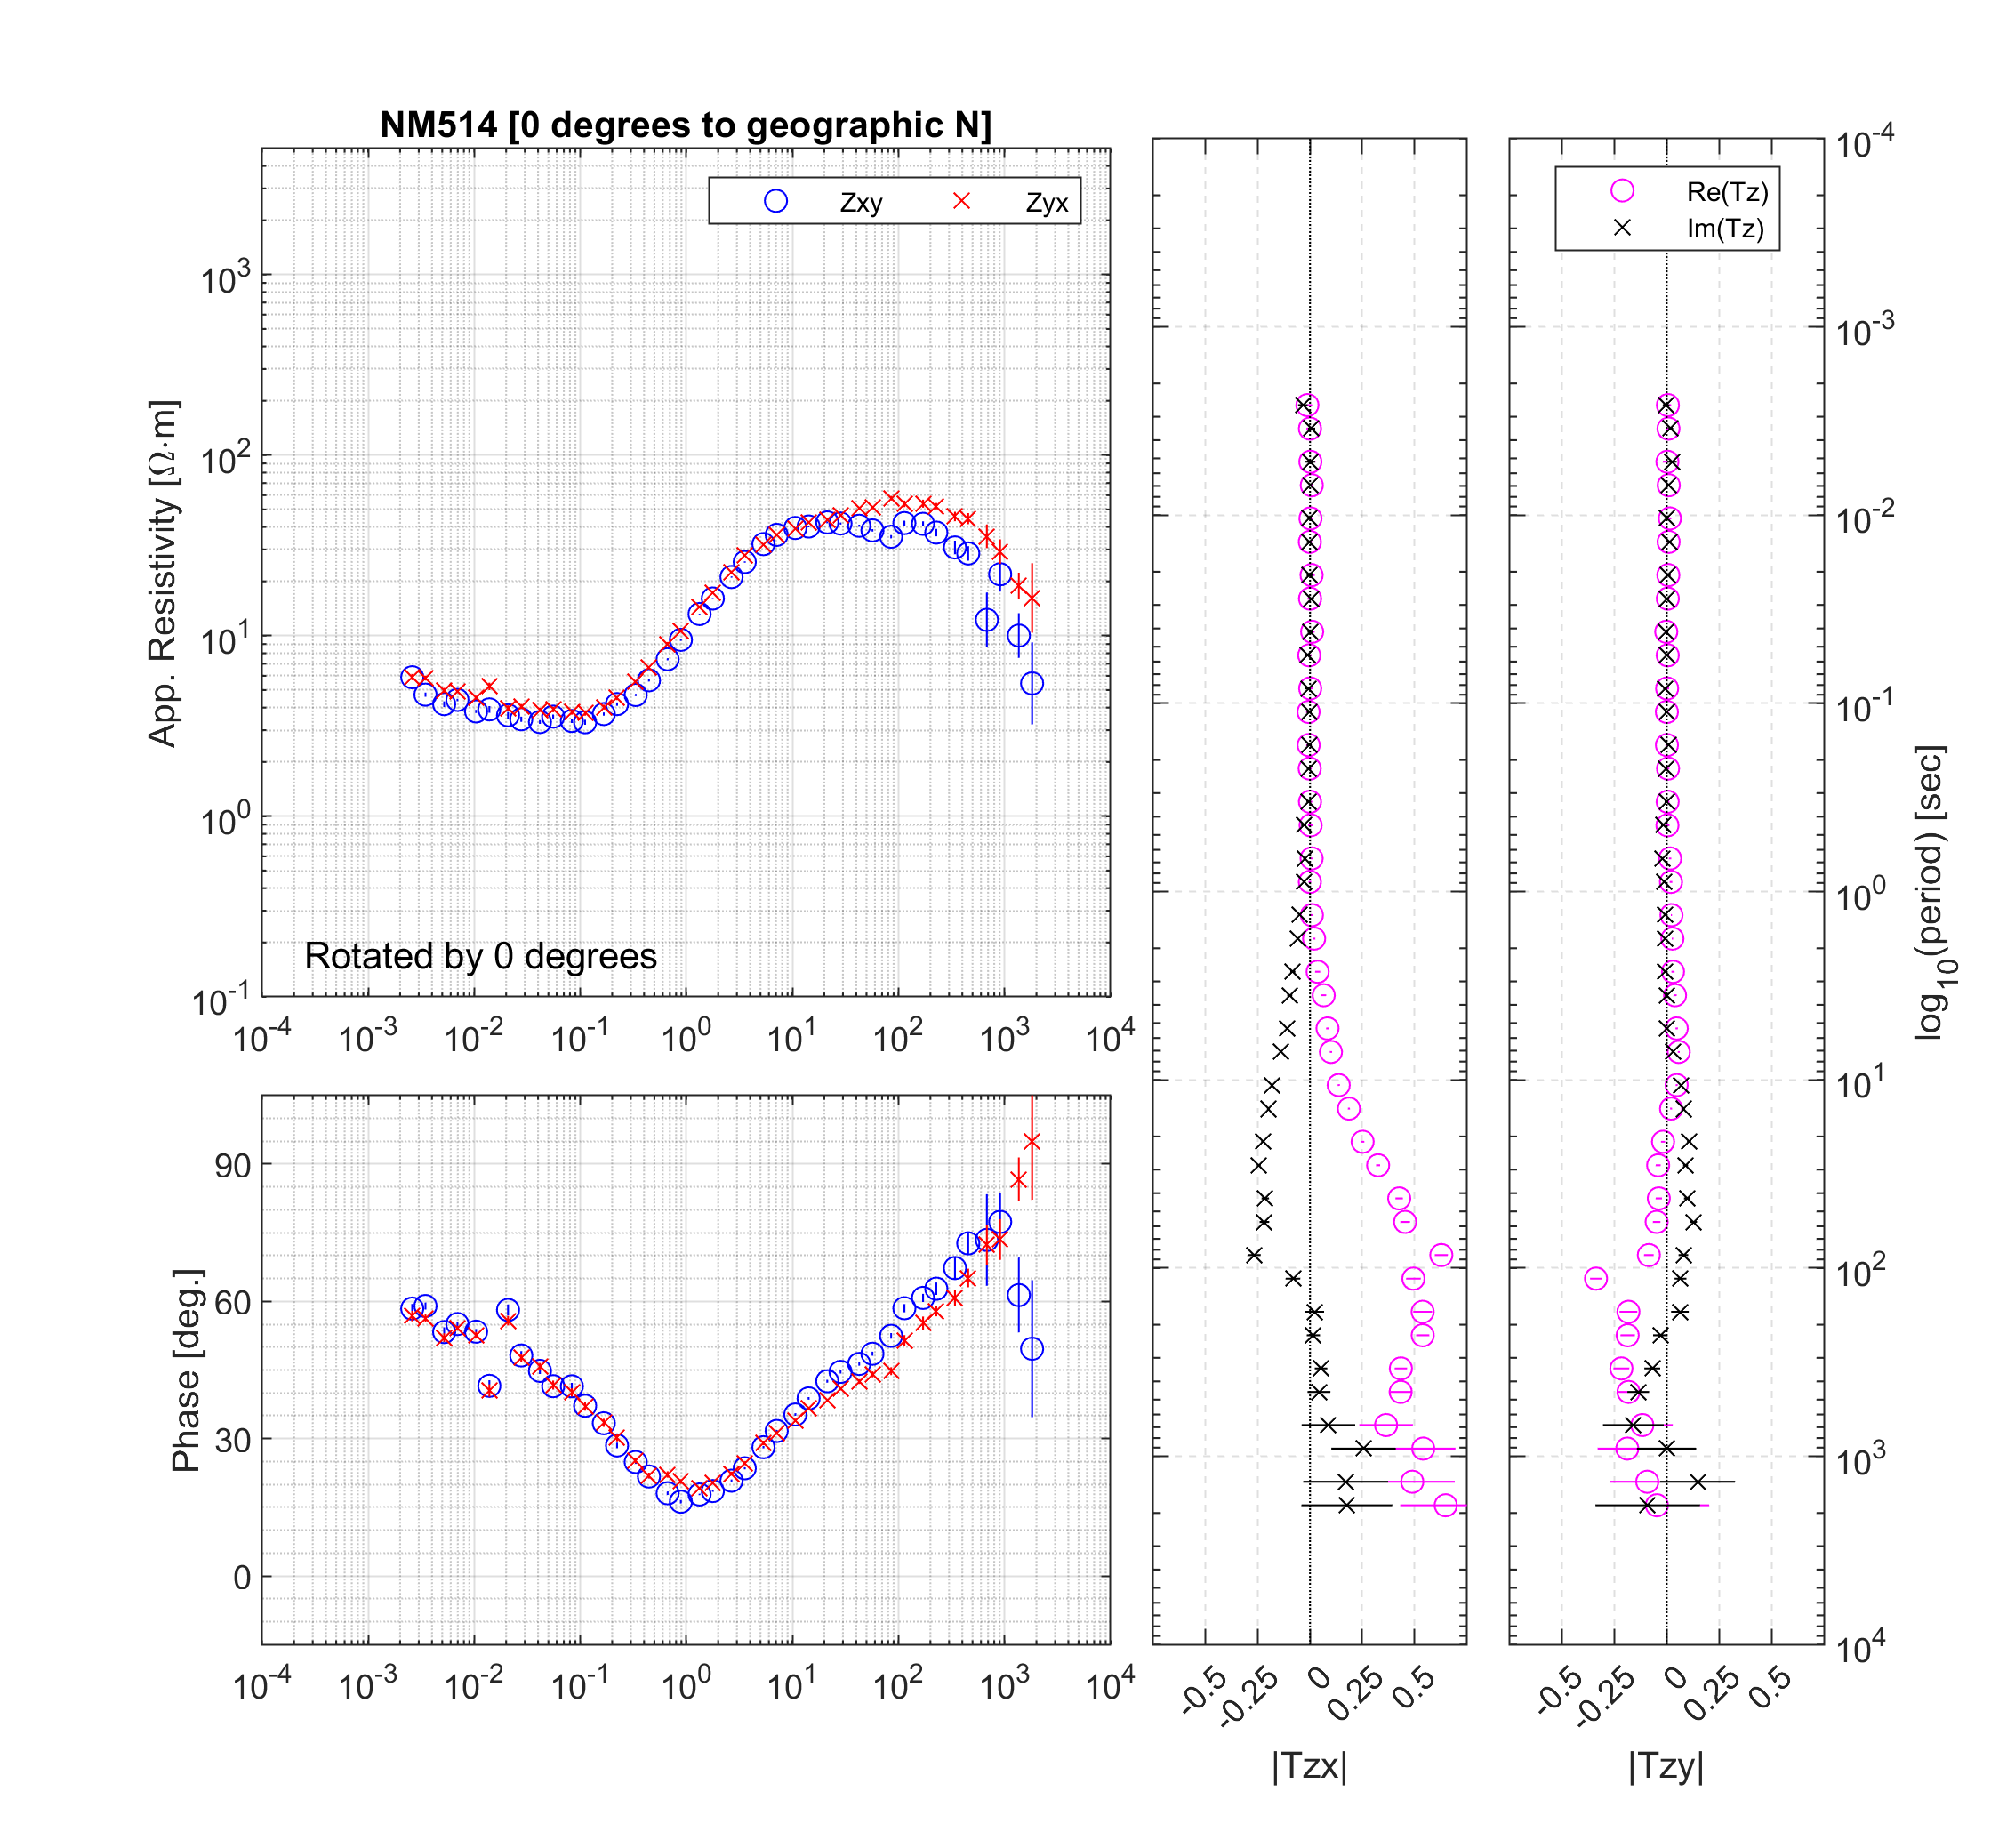 NM514 [0 degrees to geographic N]
Zxy Zyx
App. Resistivity [Ω·m]
10^3
10^2
10^1
10^0
10^-1
Rotated by 0 degrees
10^-4 10^-3 10^-2 10^-1 10^0 10^1 10^2 10^3 10^4
Phase [deg.]
90
60
30
0
10^-4 10^-3 10^-2 10^-1 10^0 10^1 10^2 10^3 10^4
-0.5 -0.25 0 0.25 0.5
|Tzx|
Re(Tz)
Im(Tz)
-0.5 -0.25 0 0.25 0.5
|Tzy|
10^-4
10^-3
10^-2
10^-1
10^0
10^1
10^2
10^3
10^4
log10(period) [sec]